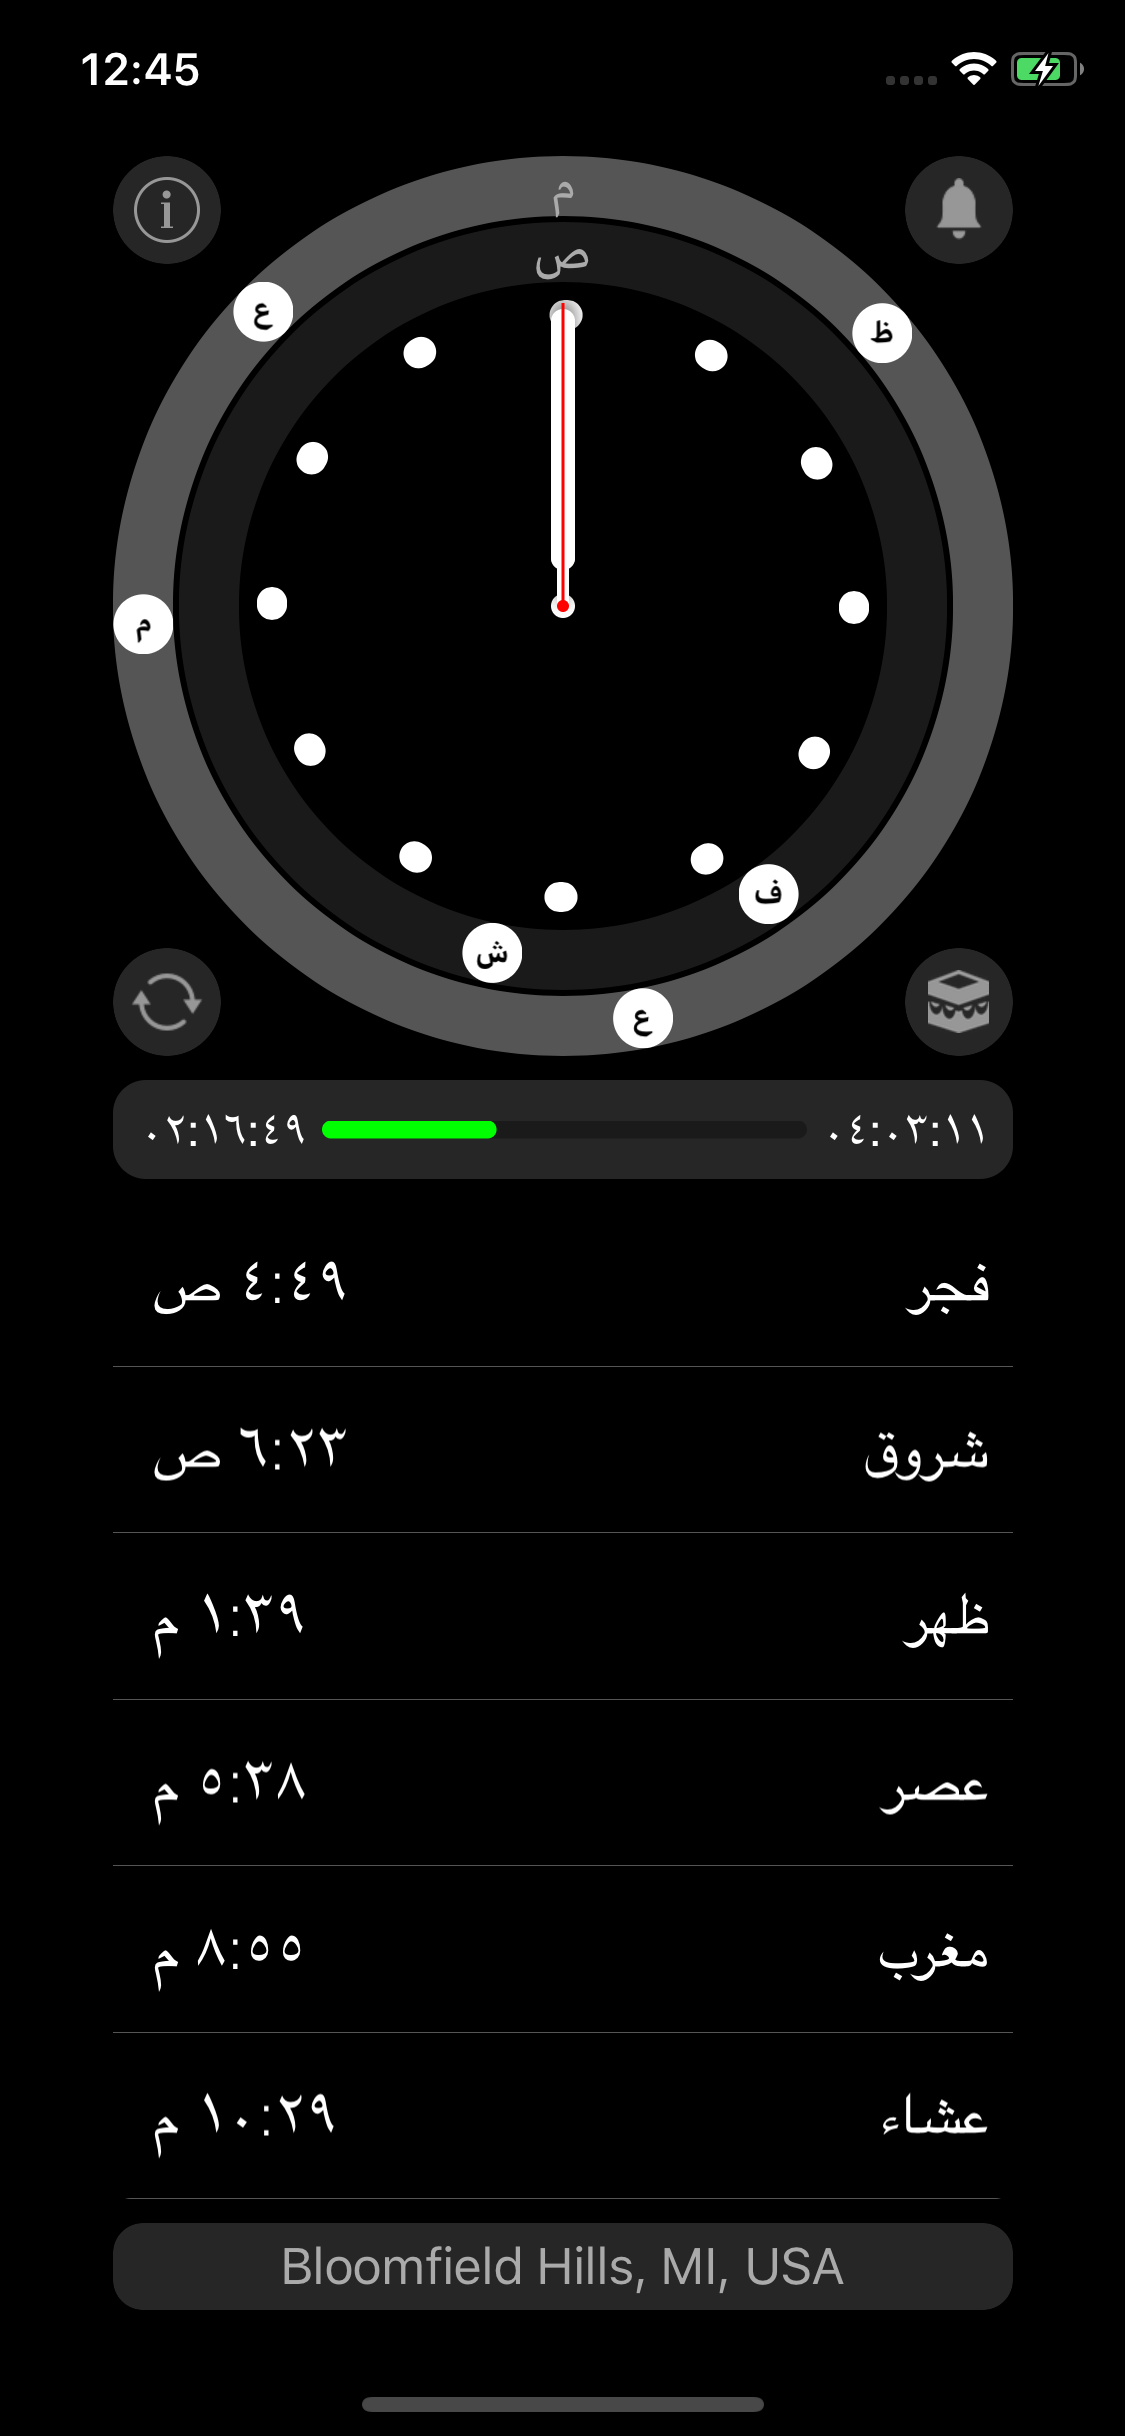 12:45
م
ص
ع
ظ
م
ف
ش
ع
٠٢:١٦:٤٩ ٠٤:٠٣:١١
فجر ٤:٤٩ ص
شروق ٦:٢٣ ص
ظهر ١:٣٩ م
عصر ٥:٣٨ م
مغرب ٨:٥٥ م
عشاء ١٠:٢٩ م
Bloomfield Hills, MI, USA